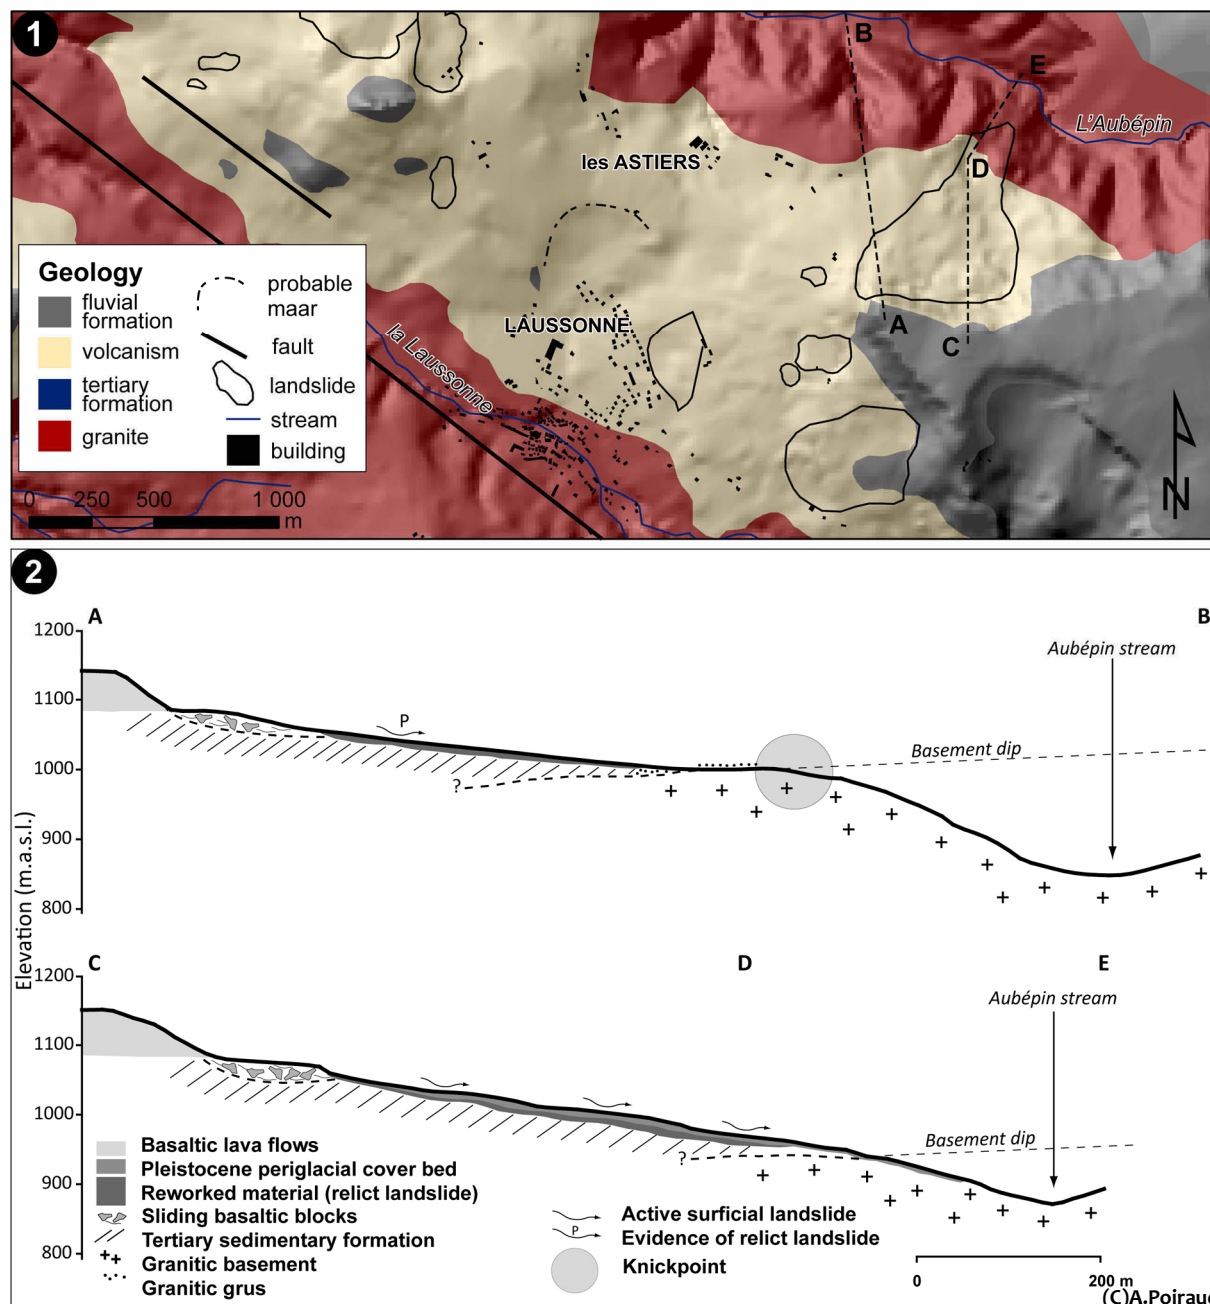 1
B
E
L'Aubépin
les ASTIERS
D
Geology
fluvial
formation
volcanism
tertiary
formation
granite
probable
maar
fault
landslide
stream
building
0 250 500 1 000
m
LAUSSONNE
la Laussonne
A
C
N
2
A
B
1200
1100
1000
900
800
Aubépin stream
P
Basement dip
?
Elevation (m.a.s.l.)
C
D
E
1200
1100
1000
900
800
Aubépin stream
Basement dip
?
Basaltic lava flows
Pleistocene periglacial cover bed
Reworked material (relict landslide)
Sliding basaltic blocks
Tertiary sedimentary formation
Granitic basement
Granitic grus
Active surficial landslide
P
Evidence of relict landslide
Knickpoint
0 200 m
(C)A.Poiraud